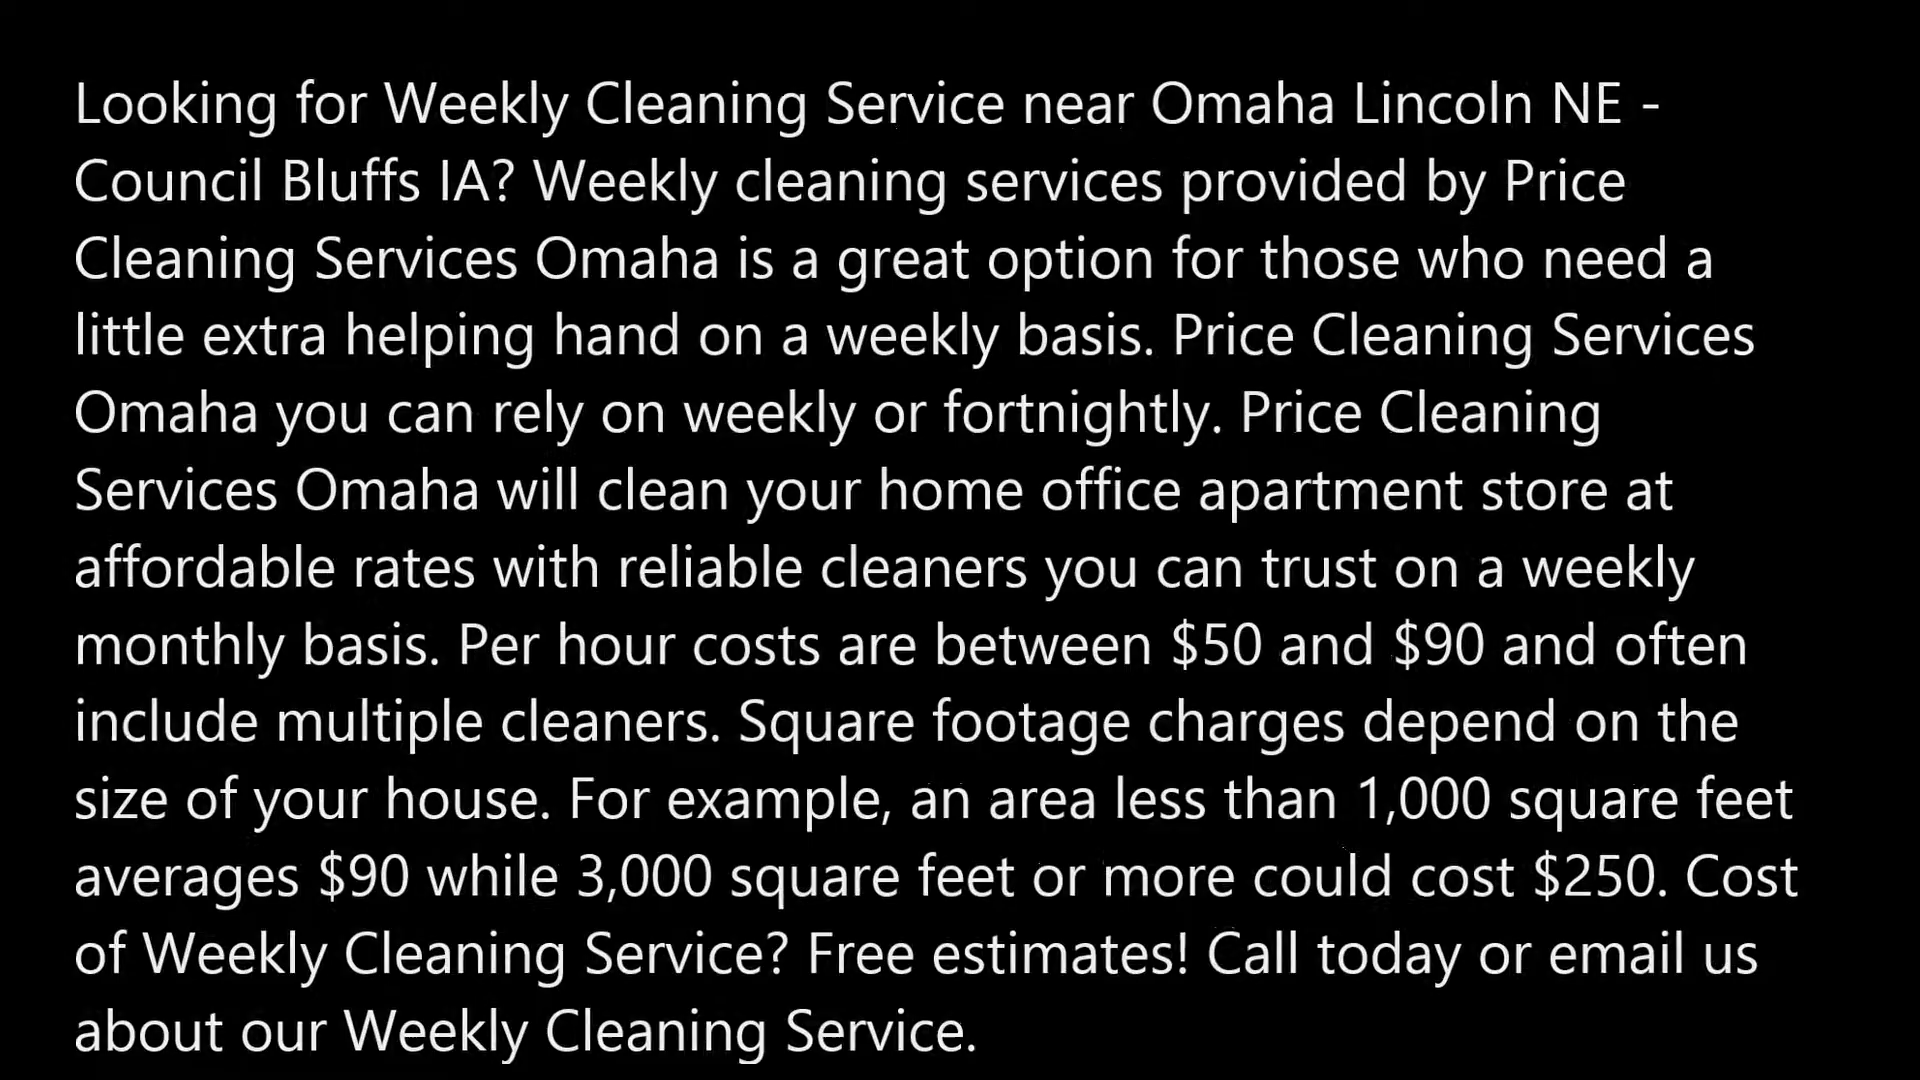 Looking for Weekly Cleaning Service near Omaha Lincoln NE -
Council Bluffs IA? Weekly cleaning services provided by Price
Cleaning Services Omaha is a great option for those who need a
little extra helping hand on a weekly basis. Price Cleaning Services
Omaha you can rely on weekly or fortnightly. Price Cleaning
Services Omaha will clean your home office apartment store at
affordable rates with reliable cleaners you can trust on a weekly
monthly basis. Per hour costs are between $50 and $90 and often
include multiple cleaners. Square footage charges depend on the
size of your house. For example, an area less than 1,000 square feet
averages $90 while 3,000 square feet or more could cost $250. Cost
of Weekly Cleaning Service? Free estimates! Call today or email us
about our Weekly Cleaning Service.